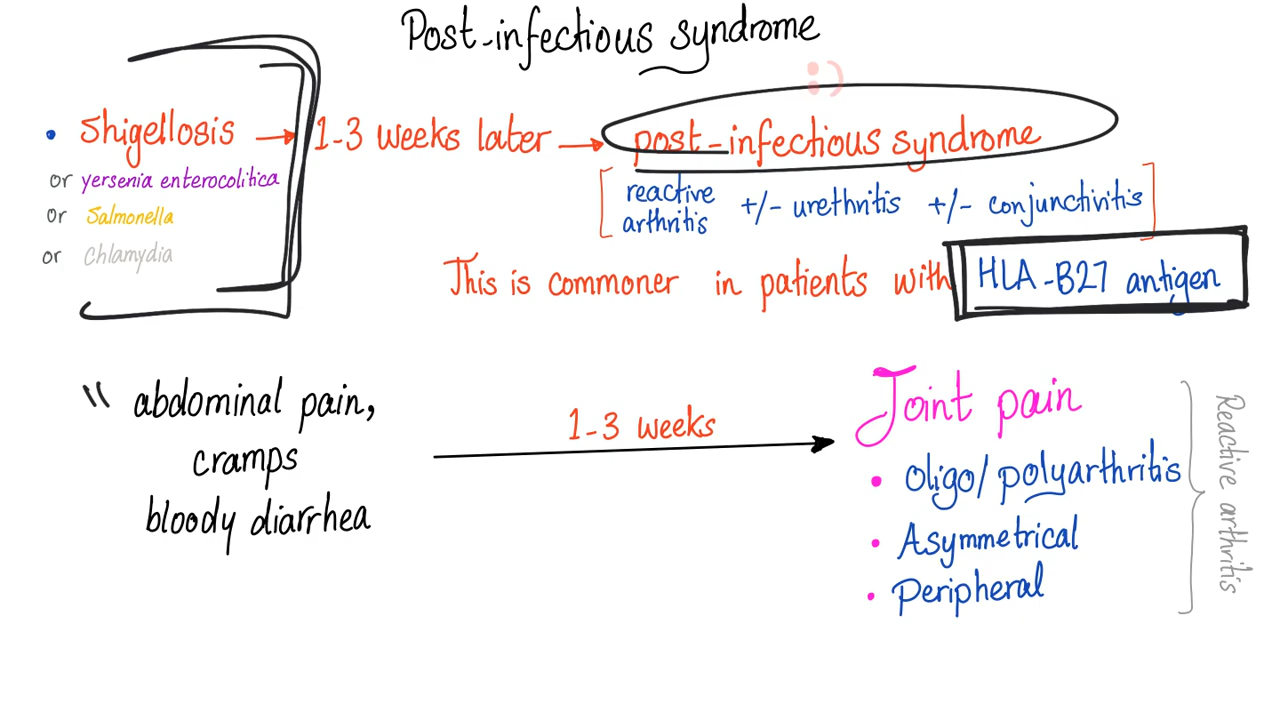 Post-infectious syndrome
:)
• Shigellosis → 1-3 weeks later → post-infectious syndrome
or yersenia enterocolitica
or Salmonella
or Chlamydia
[reactive arthritis +/- urethritis +/- conjunctivitis]
This is commoner in patients with HLA-B27 antigen
" abdominal pain,
cramps
bloody diarrhea
1-3 weeks
Joint pain
• Oligo/polyarthritis
• Asymmetrical
• Peripheral
Reactive arthritis